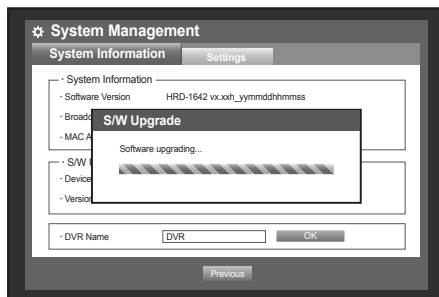 System Management
System Information
Settings
· System Information
· Software Version HRD-1642 vx.xxh_yymmddhhmmss
· Broadc
· MAC A
S/W Upgrade
Software upgrading...
· S/W U
· Device
· Version
· DVR Name DVR OK
Previous